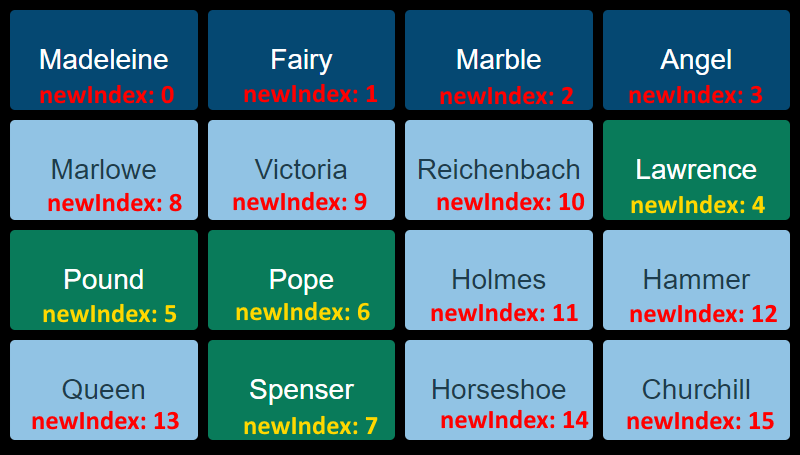 Madeleine
newIndex: 0
Fairy
newIndex: 1
Marble
newIndex: 2
Angel
newIndex: 3
Marlowe
newIndex: 8
Victoria
newIndex: 9
Reichenbach
newIndex: 10
Lawrence
newIndex: 4
Pound
newIndex: 5
Pope
newIndex: 6
Holmes
newIndex: 11
Hammer
newIndex: 12
Queen
newIndex: 13
Spenser
newIndex: 7
Horseshoe
newIndex: 14
Churchill
newIndex: 15